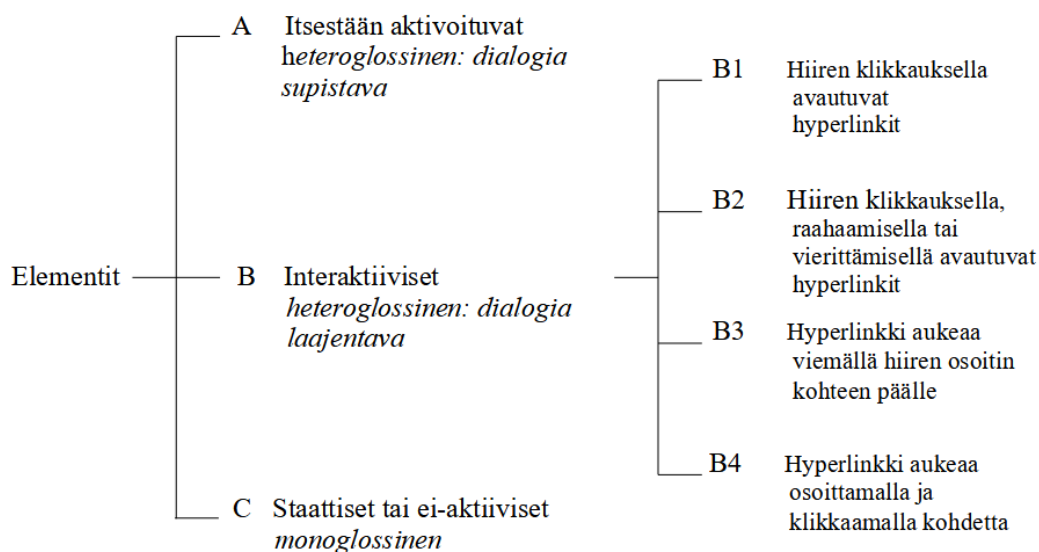 A Itsestään aktivoituvat
heteroglossinen: dialogia
supistava
Elementit
B Interaktiiviset
heteroglossinen: dialogia
laajentava
C Staattiset tai ei-aktiiviset
monoglossinen
B1 Hiiren klikkauksella
avautuvat
hyperlinkit
B2 Hiiren klikkauksella,
raahaamisella tai
vierittämisellä avautuvat
hyperlinkit
B3 Hyperlinkki aukeaa
viemällä hiiren osoitin
kohteen päälle
B4 Hyperlinkki aukeaa
osoittamalla ja
klikkaamalla kohdetta